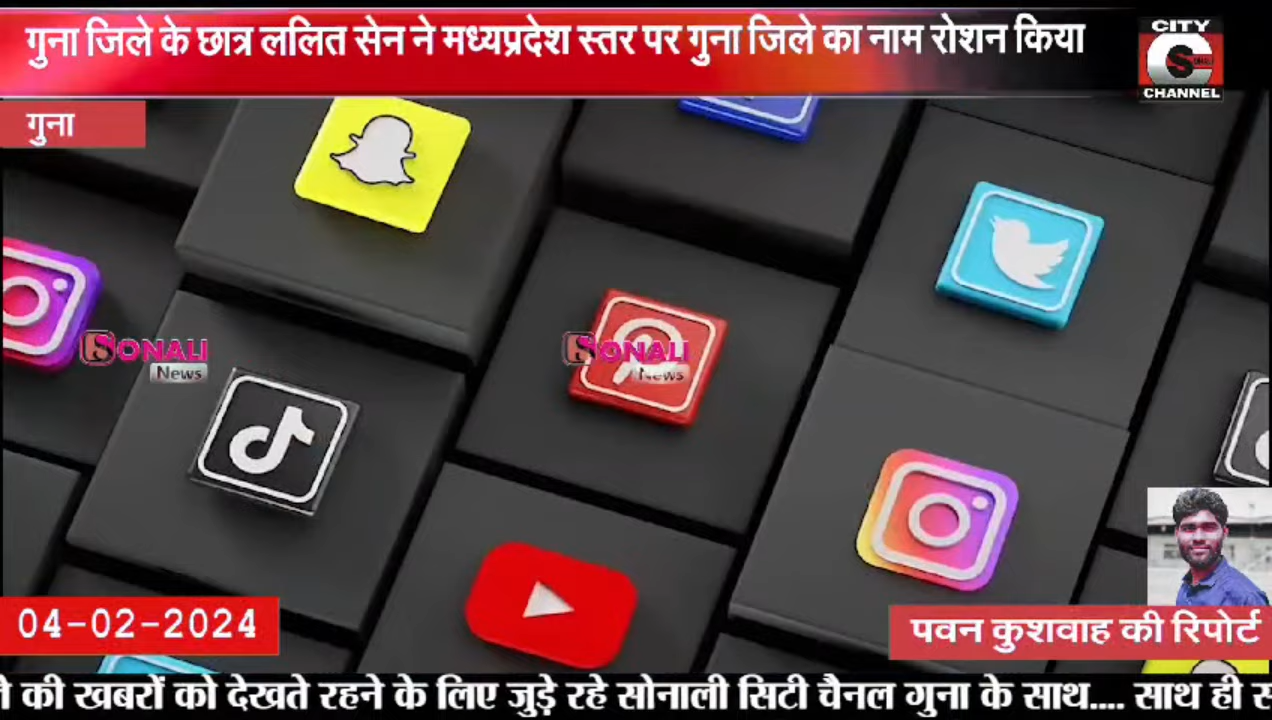 गुना जिले के छात्र ललित सेन ने मध्यप्रदेश स्तर पर गुना जिले का नाम रोशन किया
CITY
CHANNEL
गुना
SONALI
News
SONALI
News
04-02-2024
पवन कुशवाह की रिपोर्ट
की खबरों को देखते रहने के लिए जुड़े रहे सोनाली सिटी चैनल गुना के साथ.... साथ ही